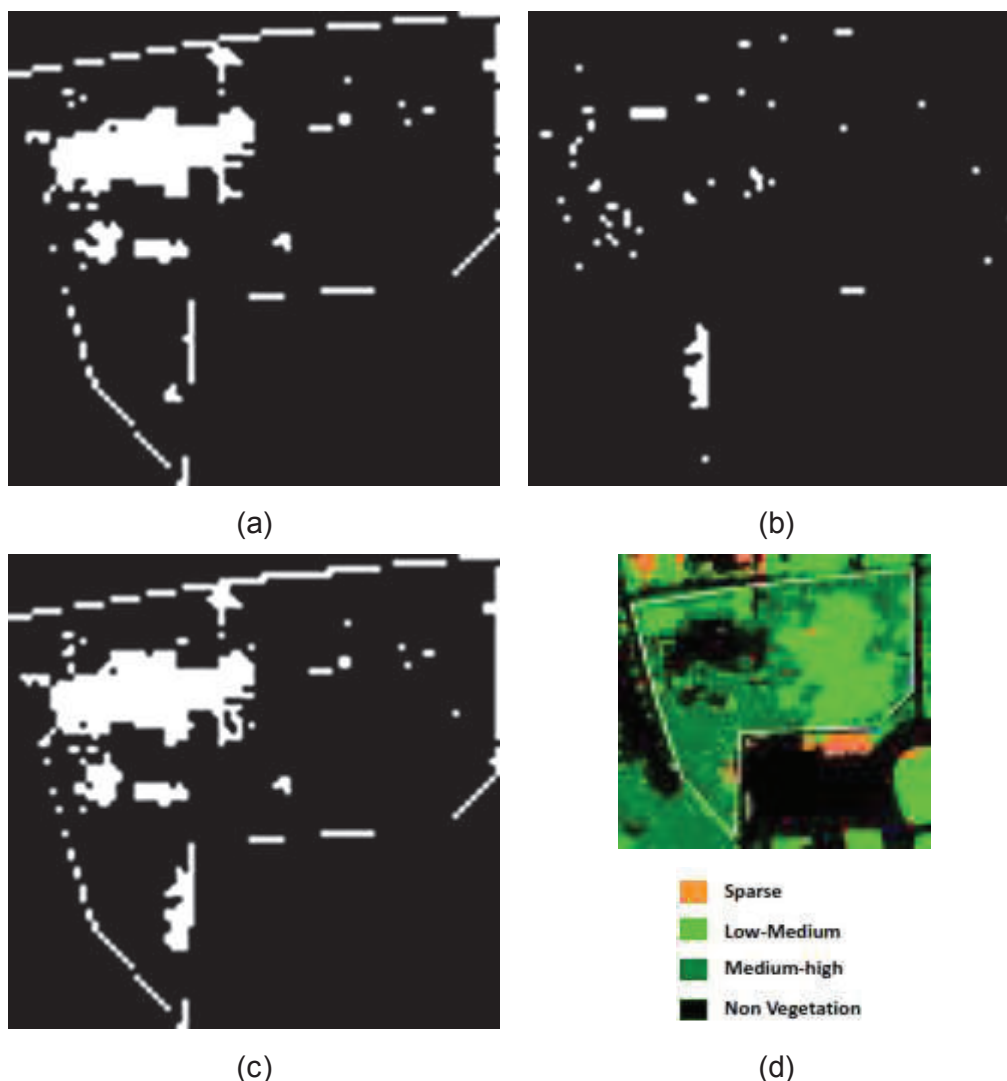 (a)
(b)
(c)
Sparse
Low-Medium
Medium-high
Non Vegetation
(d)